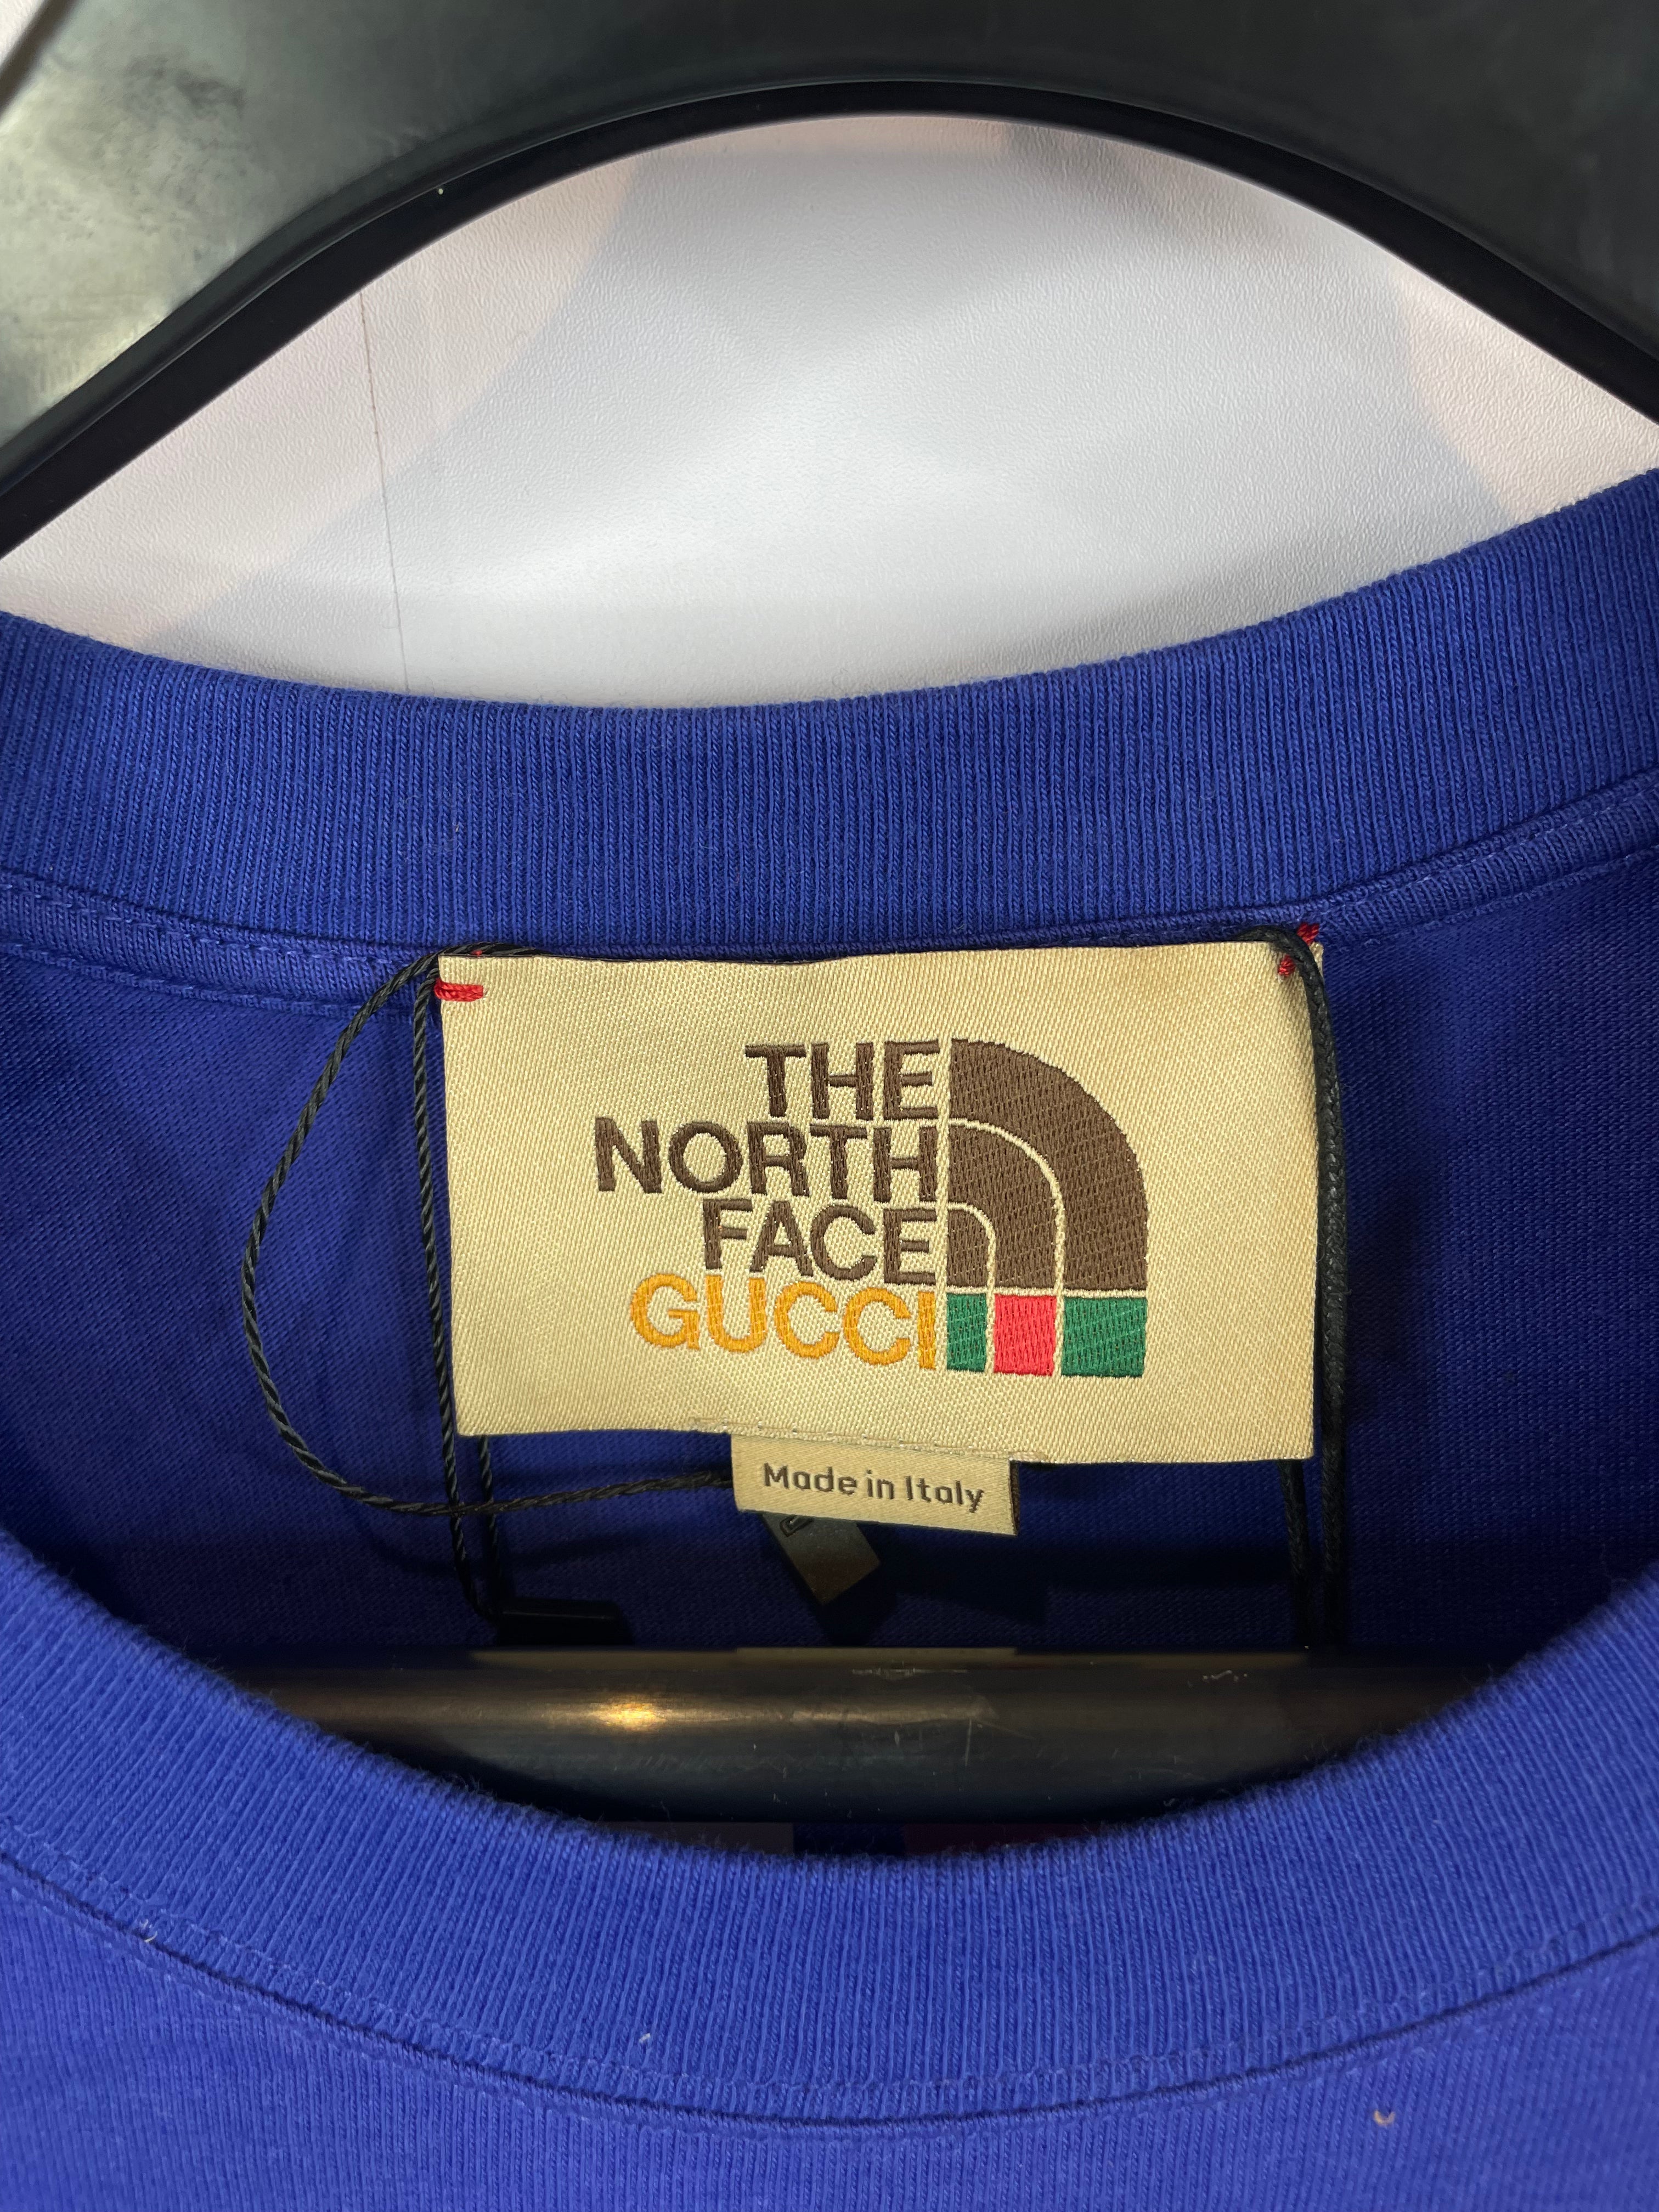 THE
NORTH
FACE
GUCCI
Made in Italy